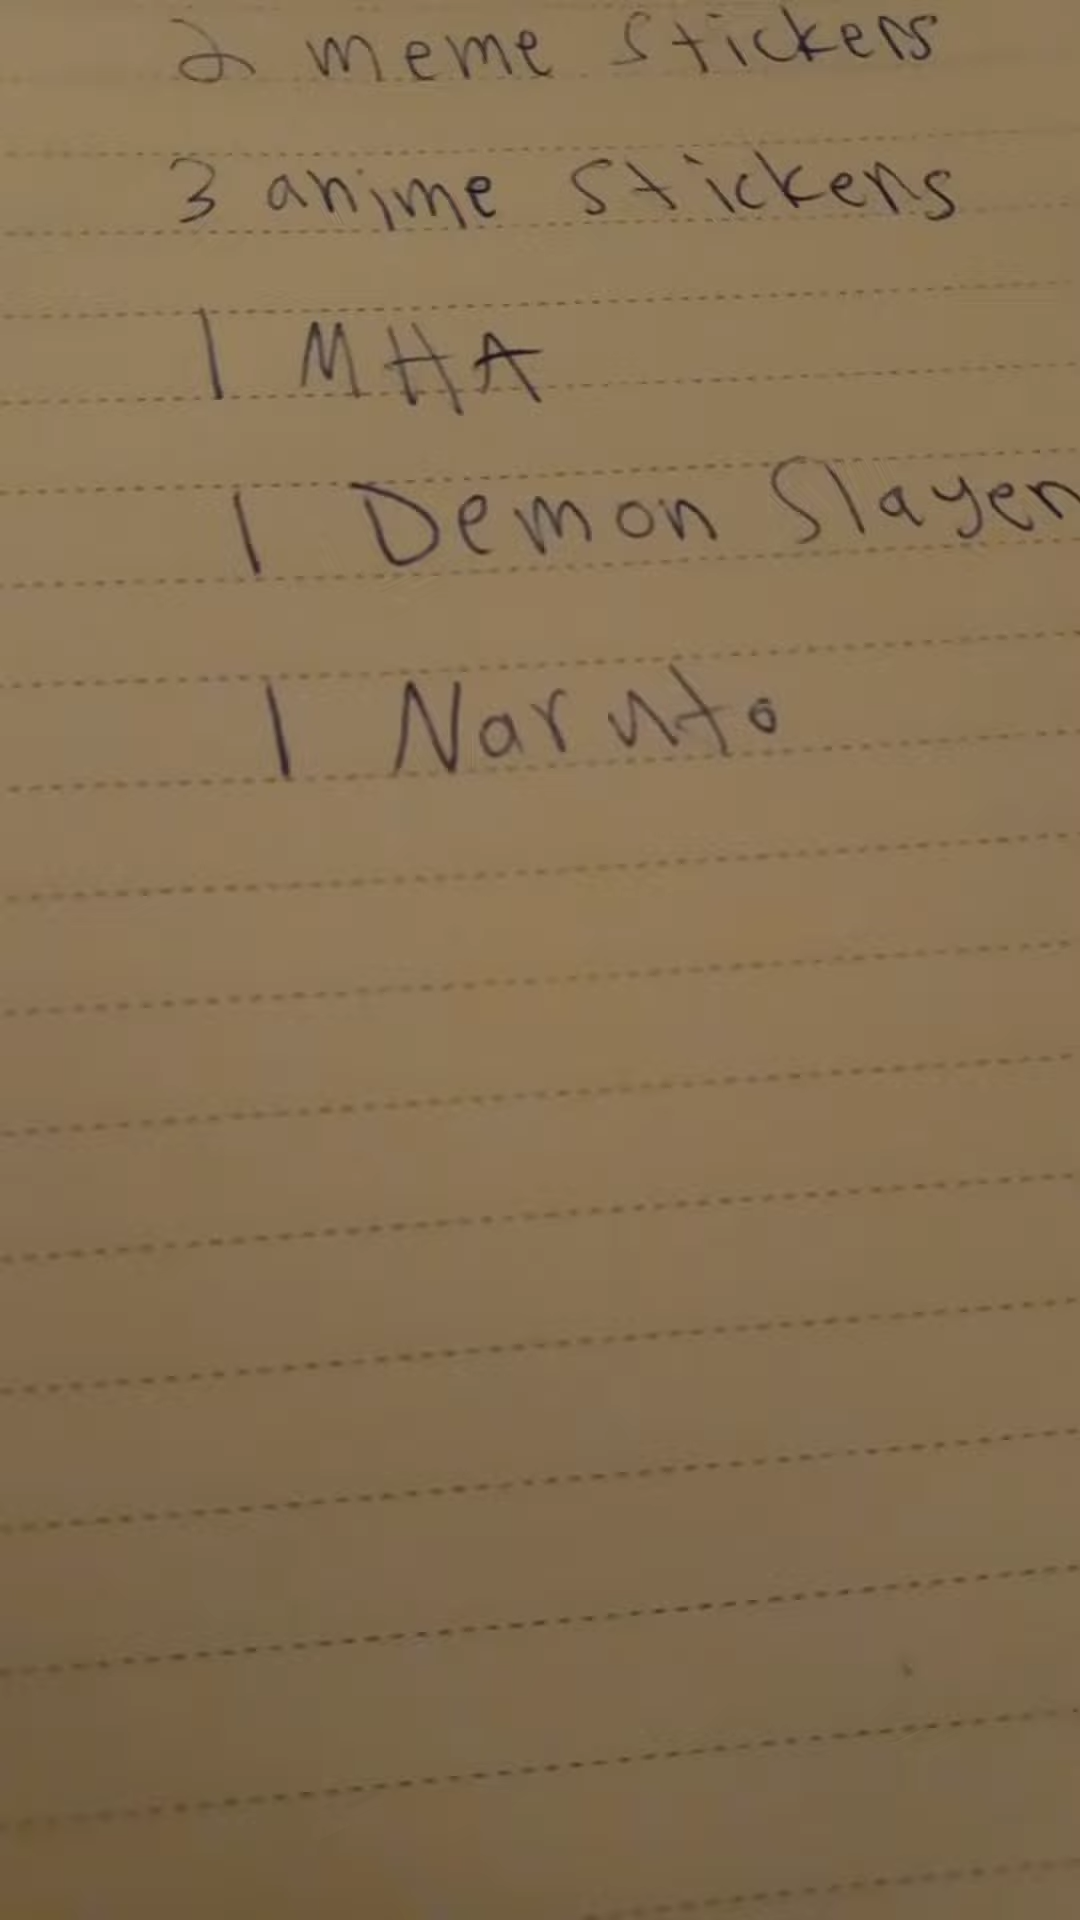 2 meme stickers
3 anime stickers
1 MHA
1 Demon Slayer
1 Naruto